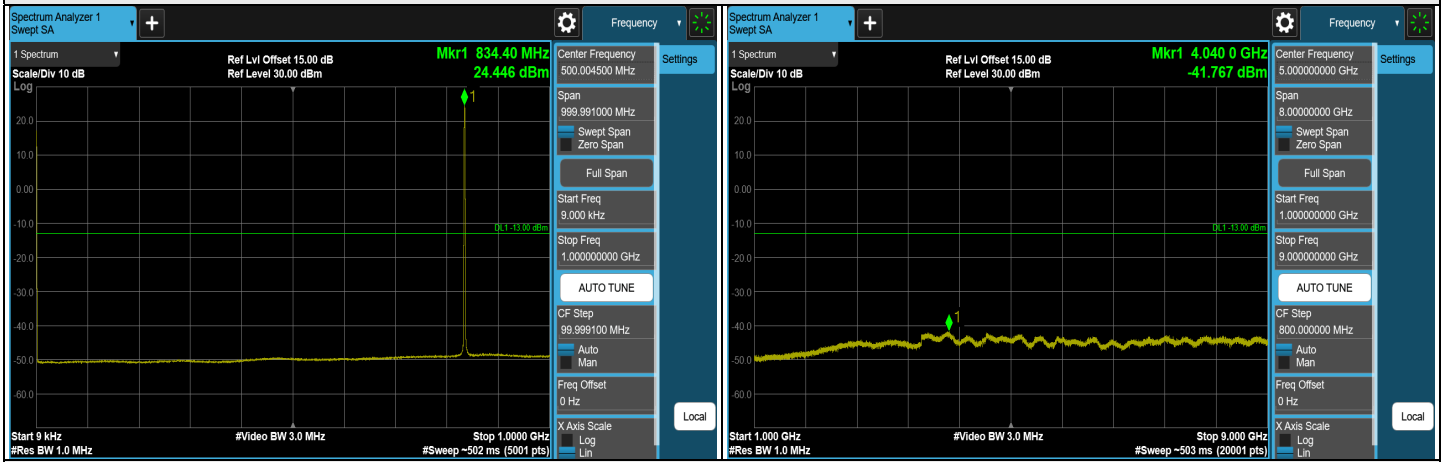 Spectrum Analyzer 1
Swept SA
+
Frequency
1 Spectrum
Scale/Div 10 dB
Log
Ref Lvl Offset 15.00 dB
Ref Level 30.00 dBm
Mkr1 834.40 MHz
24.446 dBm
1
20.0
10.0
0.00
-10.0
-20.0
-30.0
-40.0
-50.0
-60.0
DL1 -13.00 dBm
Start 9 kHz
#Res BW 1.0 MHz
#Video BW 3.0 MHz
Stop 1.0000 GHz
#Sweep ~502 ms (5001 pts)
Center Frequency
500.004500 MHz
Span
999.991000 MHz
Swept Span
Zero Span
Full Span
Start Freq
9.000 kHz
Stop Freq
1.000000000 GHz
AUTO TUNE
CF Step
99.999100 MHz
Auto
Man
Freq Offset
0 Hz
X Axis Scale
Log
Lin
Settings
Local
Spectrum Analyzer 1
Swept SA
+
Frequency
1 Spectrum
Scale/Div 10 dB
Log
Ref Lvl Offset 15.00 dB
Ref Level 30.00 dBm
Mkr1 4.040 0 GHz
-41.767 dBm
1
20.0
10.0
0.00
-10.0
-20.0
-30.0
-40.0
-50.0
-60.0
DL1 -13.00 dBm
Start 1.000 GHz
#Res BW 1.0 MHz
#Video BW 3.0 MHz
Stop 9.000 GHz
#Sweep ~503 ms (20001 pts)
Center Frequency
5.000000000 GHz
Span
8.00000000 GHz
Swept Span
Zero Span
Full Span
Start Freq
1.000000000 GHz
Stop Freq
9.000000000 GHz
AUTO TUNE
CF Step
800.000000 MHz
Auto
Man
Freq Offset
0 Hz
X Axis Scale
Log
Lin
Settings
Local